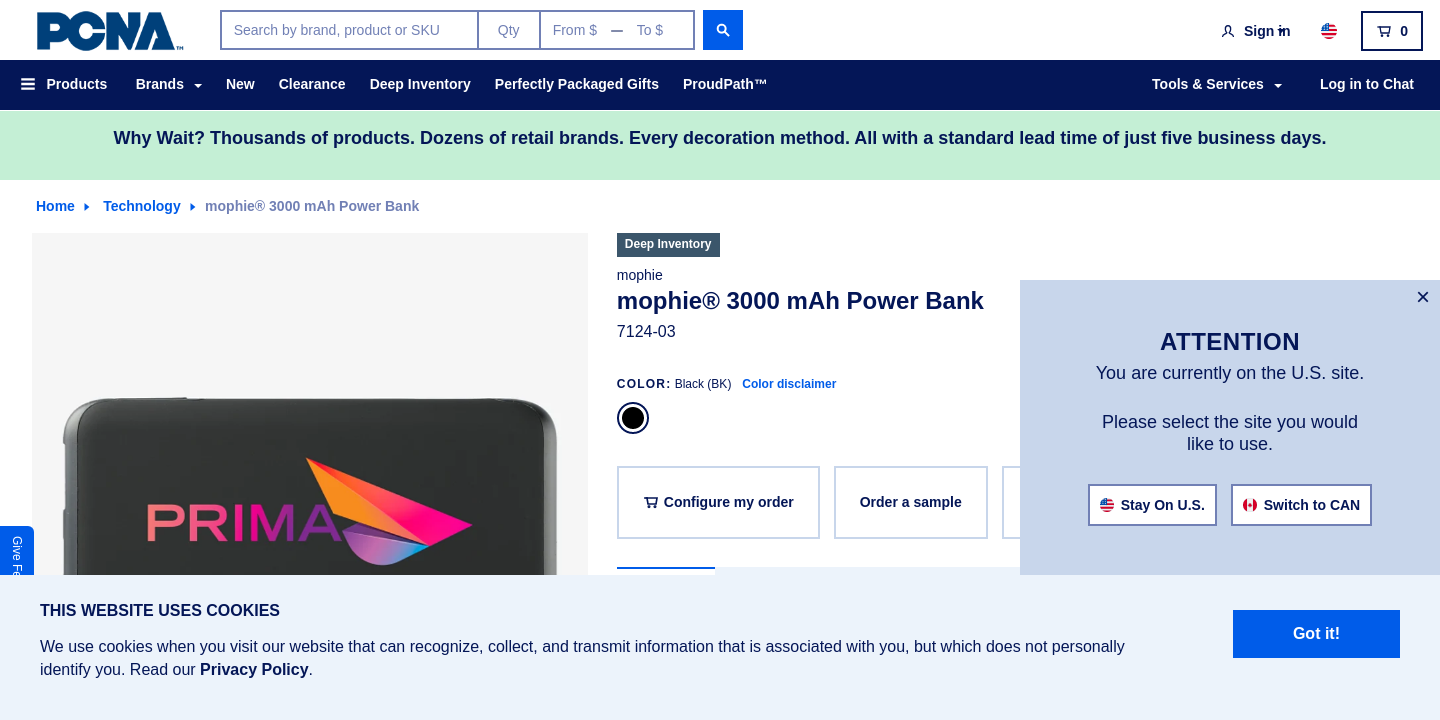 PCNA™
Search by brand, product or SKU
Qty
From $ — To $
Sign in
0
Products
Brands
New
Clearance
Deep Inventory
Perfectly Packaged Gifts
ProudPath™
Tools & Services
Log in to Chat
Why Wait? Thousands of products. Dozens of retail brands. Every decoration method. All with a standard lead time of just five business days.
Home
Technology
mophie® 3000 mAh Power Bank
PRIMA
Deep Inventory
mophie
mophie® 3000 mAh Power Bank
7124-03
COLOR: Black (BK) Color disclaimer
Configure my order
Order a sample
×
ATTENTION
You are currently on the U.S. site.
Please select the site you would
like to use.
Stay On U.S.
Switch to CAN
Give
THIS WEBSITE USES COOKIES
We use cookies when you visit our website that can recognize, collect, and transmit information that is associated with you, but which does not personally
identify you. Read our Privacy Policy.
Got it!